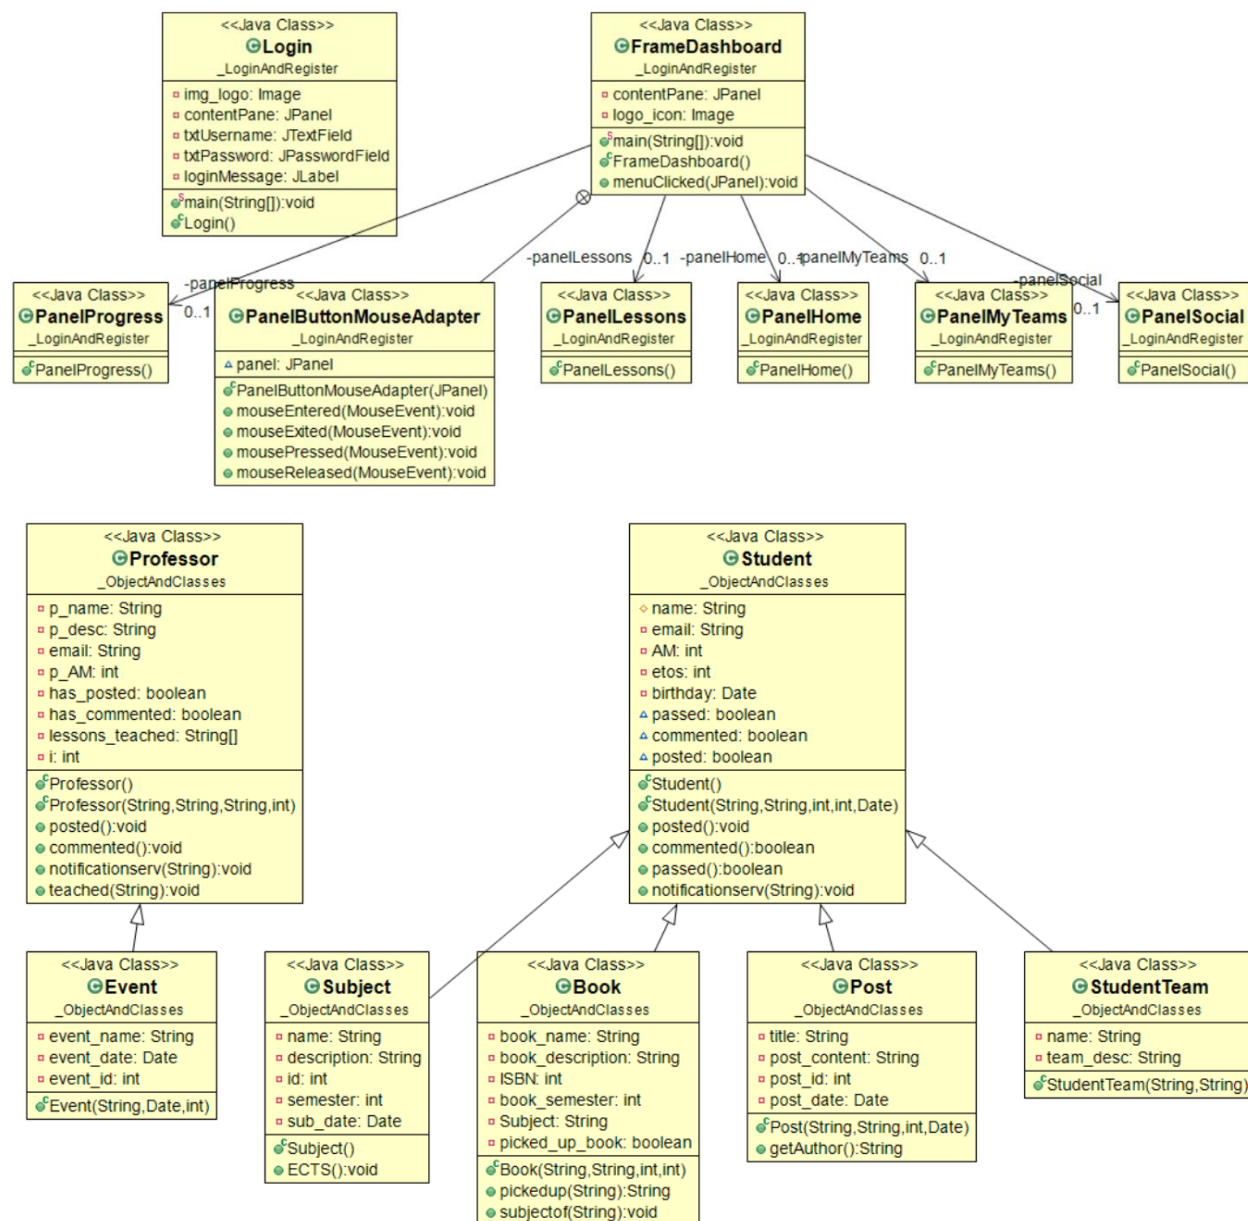 <<Java Class>>
Login
_LoginAndRegister
img_logo: Image
contentPane: JPanel
txtUsername: JTextField
txtPassword: JPasswordField
loginMessage: JLabel
main(String[]):void
Login()
<<Java Class>>
FrameDashboard
_LoginAndRegister
contentPane: JPanel
logo_icon: Image
main(String[]):void
FrameDashboard()
menuClicked(JPanel):void
-panelProgress
0..1
-panelLessons
0..1
-panelHome
0..1
-panelMyTeams
0..1
-panelSocial
0..1
<<Java Class>>
PanelProgress
_LoginAndRegister
PanelProgress()
<<Java Class>>
PanelButtonMouseAdapter
_LoginAndRegister
panel: JPanel
PanelButtonMouseAdapter(JPanel)
mouseEntered(MouseEvent):void
mouseExited(MouseEvent):void
mousePressed(MouseEvent):void
mouseReleased(MouseEvent):void
<<Java Class>>
PanelLessons
_LoginAndRegister
PanelLessons()
<<Java Class>>
PanelHome
_LoginAndRegister
PanelHome()
<<Java Class>>
PanelMyTeams
_LoginAndRegister
PanelMyTeams()
<<Java Class>>
PanelSocial
_LoginAndRegister
PanelSocial()
<<Java Class>>
Professor
_ObjectAndClasses
p_name: String
p_desc: String
email: String
p_AM: int
has_posted: boolean
has_commented: boolean
lessons_teached: String[]
i: int
Professor()
Professor(String,String,String,int)
posted():void
commented():void
notificationserv(String):void
teached(String):void
<<Java Class>>
Student
_ObjectAndClasses
name: String
email: String
AM: int
etos: int
birthday: Date
passed: boolean
commented: boolean
posted: boolean
Student()
Student(String,String,int,int,Date)
posted():void
commented():boolean
passed():boolean
notificationserv(String):void
<<Java Class>>
Event
_ObjectAndClasses
event_name: String
event_date: Date
event_id: int
Event(String,Date,int)
<<Java Class>>
Subject
_ObjectAndClasses
name: String
description: String
id: int
semester: int
sub_date: Date
Subject()
ECTS():void
<<Java Class>>
Book
_ObjectAndClasses
book_name: String
book_description: String
ISBN: int
book_semester: int
Subject: String
picked_up_book: boolean
Book(String,String,int,int)
pickedup(String):String
subjectof(String):void
<<Java Class>>
Post
_ObjectAndClasses
title: String
post_content: String
post_id: int
post_date: Date
Post(String,String,int,Date)
getAuthor():String
<<Java Class>>
StudentTeam
_ObjectAndClasses
name: String
team_desc: String
StudentTeam(String,String)